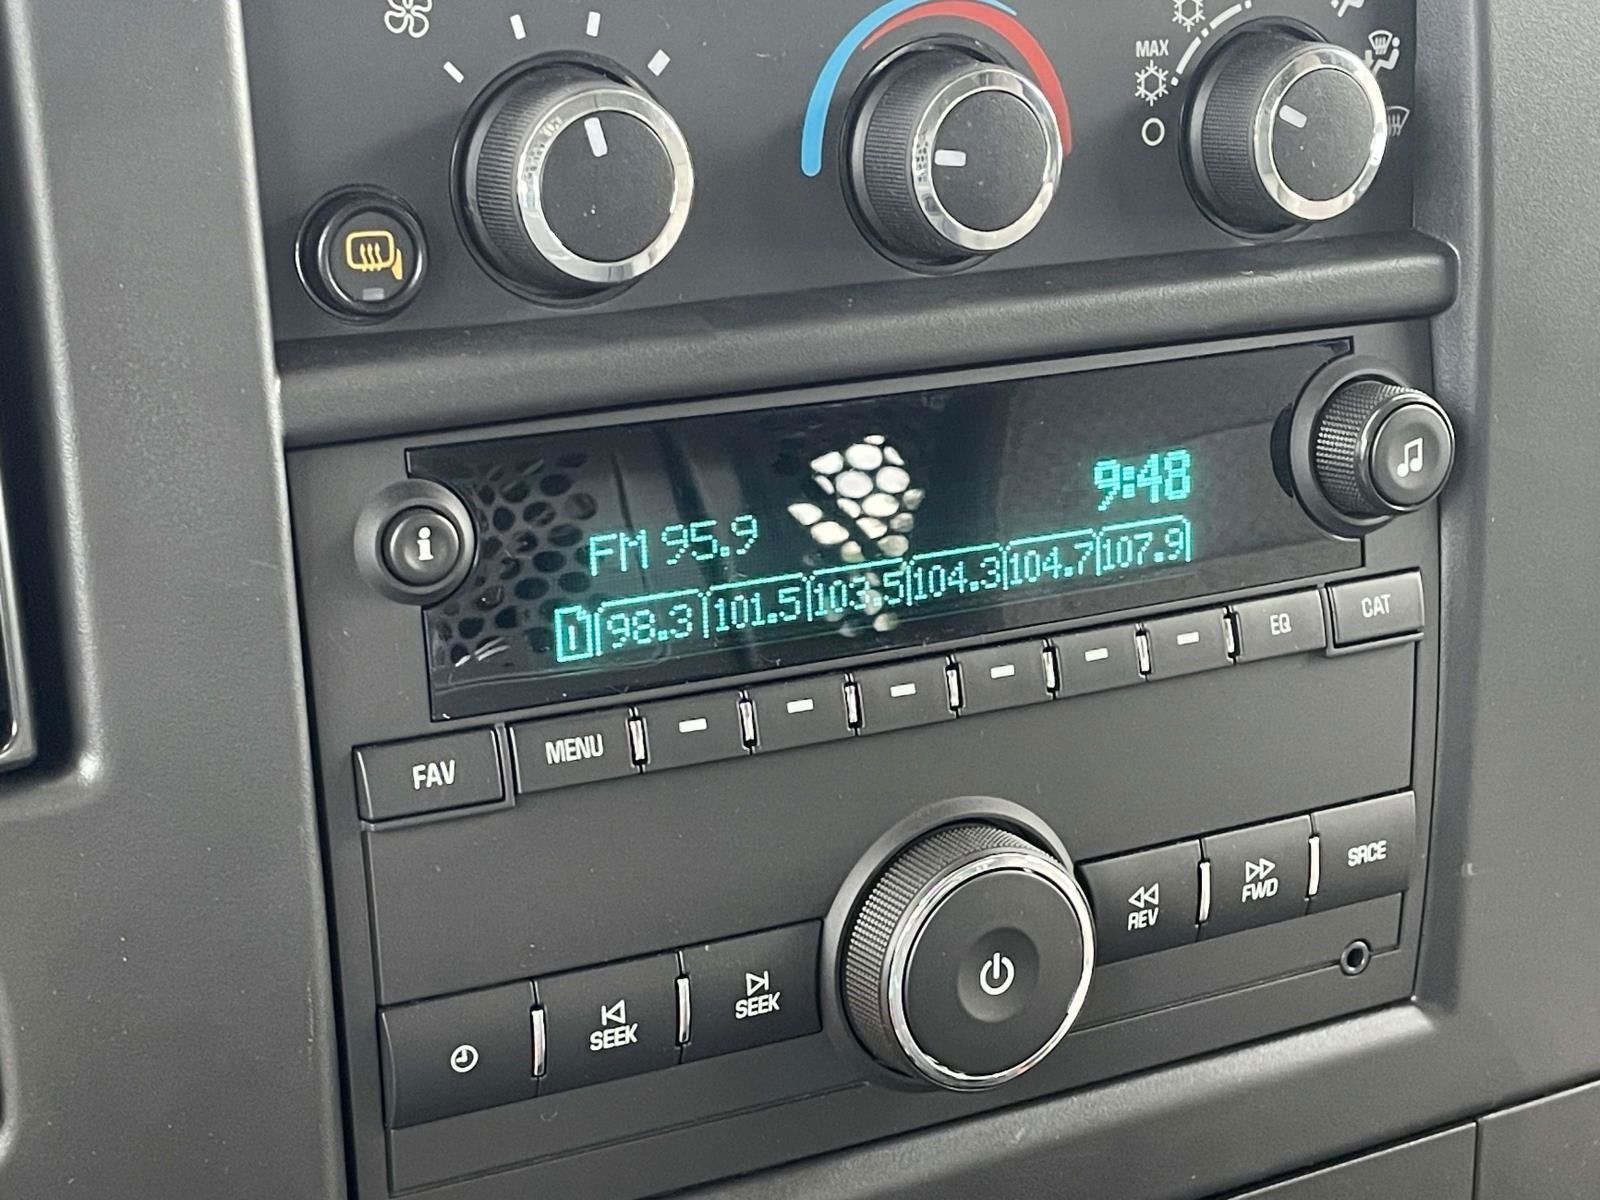 MAX
9:48
FM 95.9
1 98.3 101.5 103.5 104.3 104.7 107.9
i
FAV MENU EQ CAT
REV FWD SRCE
SEEK SEEK